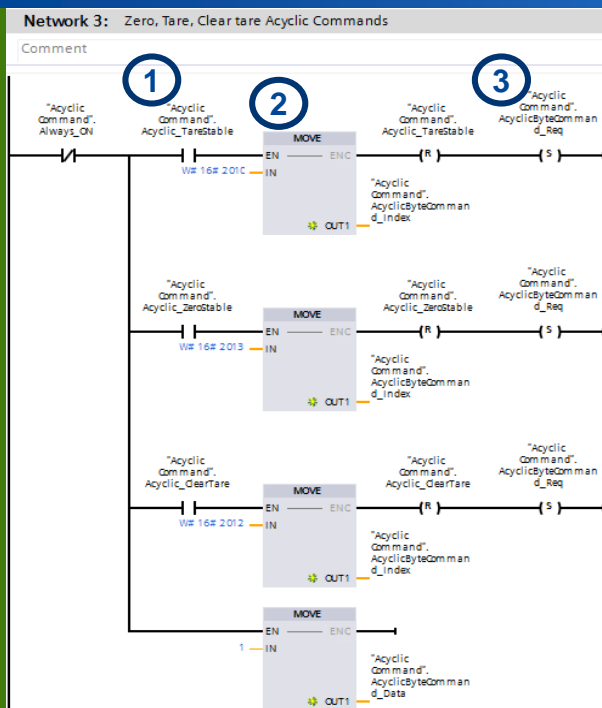 Network 3: Zero, Tare, Clear tare Acyclic Commands
Comment
1
2
3
"Acyclic
Command".
Always_ON
"Acyclic
Command".
Acyclic_TareStable
MOVE
EN
ENO
W#16#2010
IN
OUT1
"Acyclic
Command".
AcyclicByteComman
d_Index
"Acyclic
Command".
Acyclic_TareStable
R
"Acyclic
Command".
AcyclicByteComman
d_Req
S
"Acyclic
Command".
Acyclic_ZeroStable
MOVE
EN
ENO
W#16#2013
IN
OUT1
"Acyclic
Command".
AcyclicByteComman
d_Index
"Acyclic
Command".
Acyclic_ZeroStable
R
"Acyclic
Command".
AcyclicByteComman
d_Req
S
"Acyclic
Command".
Acyclic_ClearTare
MOVE
EN
ENO
W#16#2012
IN
OUT1
"Acyclic
Command".
AcyclicByteComman
d_Index
"Acyclic
Command".
Acyclic_ClearTare
R
"Acyclic
Command".
AcyclicByteComman
d_Req
S
MOVE
EN
ENO
1
IN
OUT1
"Acyclic
Command".
AcyclicByteComman
d_Data